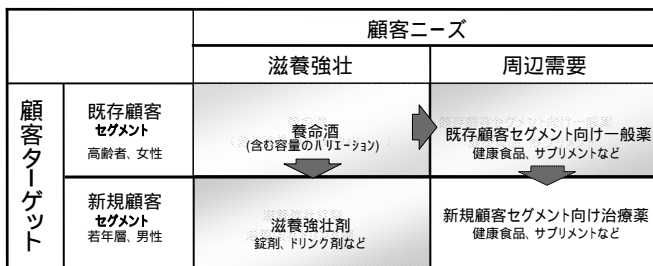 顧客ニーズ
滋養強壮
周辺需要
顧客ターゲット
既存顧客
セグメント
高齢者、女性
養命酒
(含む容量のバリエーション)
既存顧客セグメント向け一般薬
健康食品、サプリメントなど
新規顧客
セグメント
若年層、男性
滋養強壮剤
錠剤、ドリンク剤など
新規顧客セグメント向け治療薬
健康食品、サプリメントなど